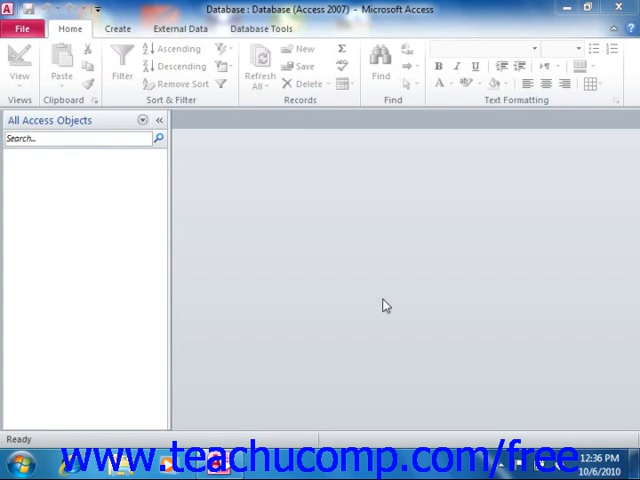 Database : Database (Access 2007) - Microsoft Access
File Home Create External Data Database Tools
View
Views
Paste
Clipboard
Filter
Ascending
Descending
Remove Sort
Sort & Filter
Refresh All
New
Save
Delete
Records
Find
Find
B I U
A
Text Formatting
All Access Objects
Search...
Ready
www.teachucomp.com/free
12:36 PM
10/6/2010